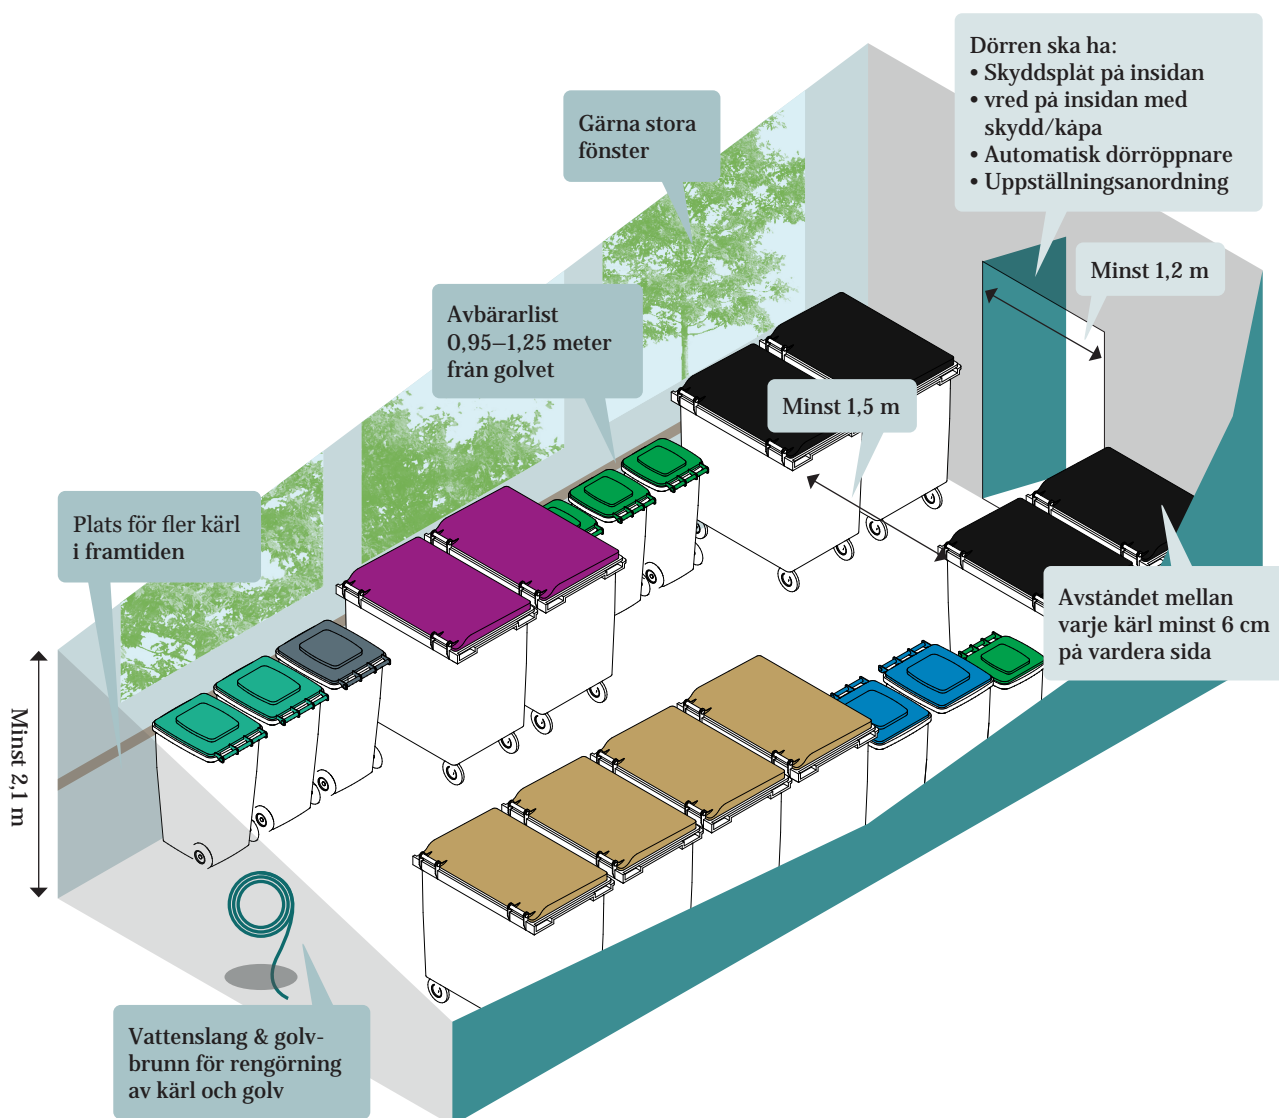 Dörren ska ha:
• Skyddsplåt på insidan
• vred på insidan med
skydd/kåpa
• Automatisk dörröppnare
• Uppställningsanordning
Gärna stora
fönster
Minst 1,2 m
Avbärarlist
0,95–1,25 meter
från golvet
Minst 1,5 m
Plats för fler kärl
i framtiden
Avståndet mellan
varje kärl minst 6 cm
på vardera sida
Minst 2,1 m
Vattenslang & golv-
brunn för rengörning
av kärl och golv